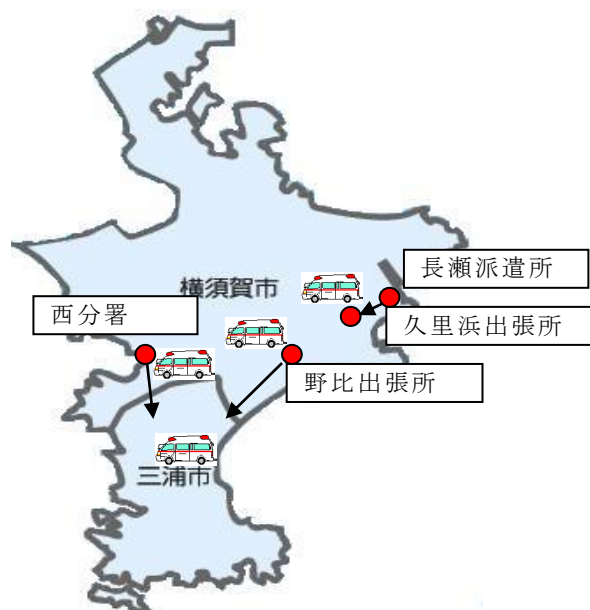 長瀬派遣所
横須賀市
西分署
久里浜出張所
野比出張所
三浦市